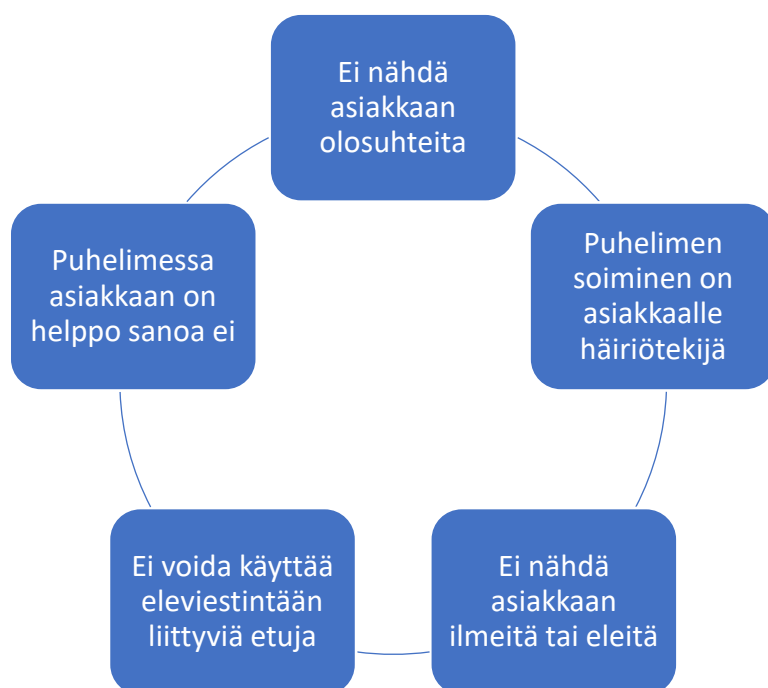 Ei nähdä
asiakkaan
olosuhteita
Puhelimen
soiminen on
asiakkaalle
häiriötekijä
Ei nähdä
asiakkaan
ilmeitä tai eleitä
Ei voida käyttää
eleviestintään
liittyviä etuja
Puhelimessa
asiakkaan on
helppo sanoa ei